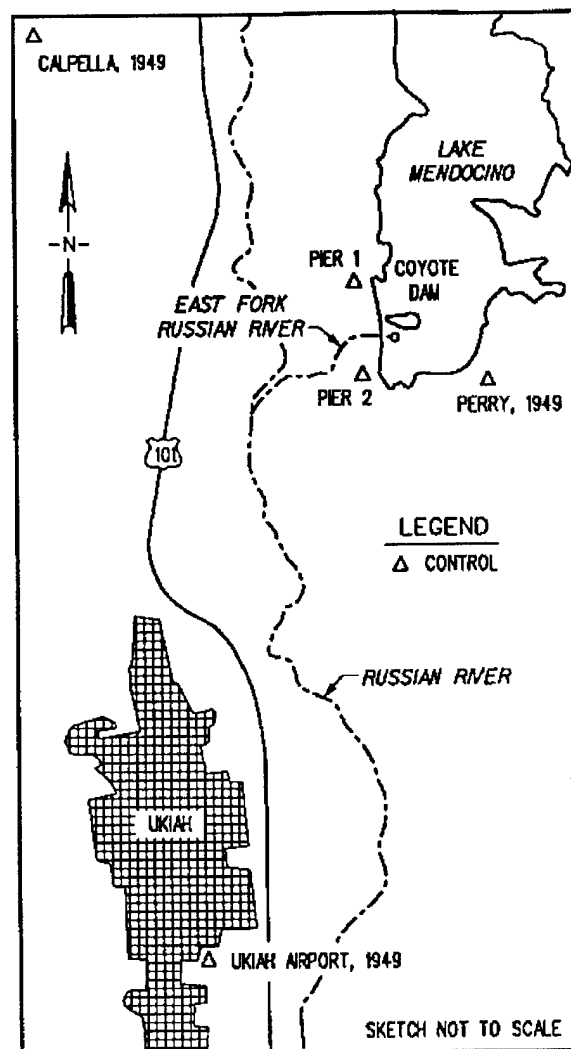 CALPELLA, 1949
LAKE
MENDOCINO
-N-
PIER 1
COYOTE
DAM
EAST FORK
RUSSIAN RIVER
PIER 2
PERRY, 1949
101
LEGEND
CONTROL
RUSSIAN RIVER
UKIAH
UKIAH AIRPORT, 1949
SKETCH NOT TO SCALE